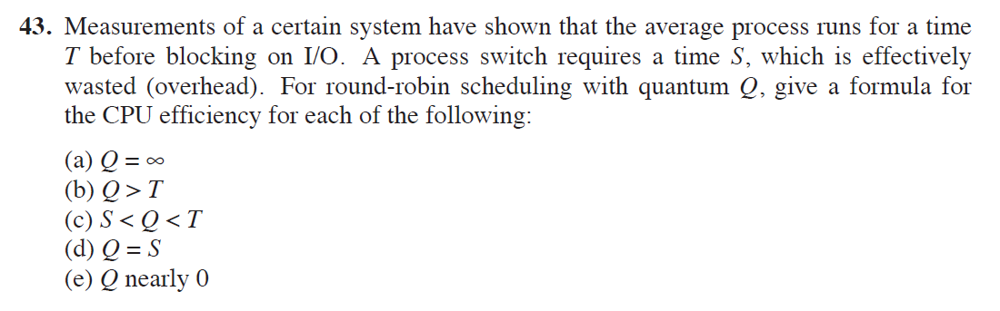 43. Measurements of a certain system have shown that the average process runs for a time
T before blocking on I/O. A process switch requires a time S, which is effectively
wasted (overhead). For round-robin scheduling with quantum Q, give a formula for
the CPU efficiency for each of the following:
(a) Q = ∞
(b) Q > T
(c) S < Q < T
(d) Q = S
(e) Q nearly 0